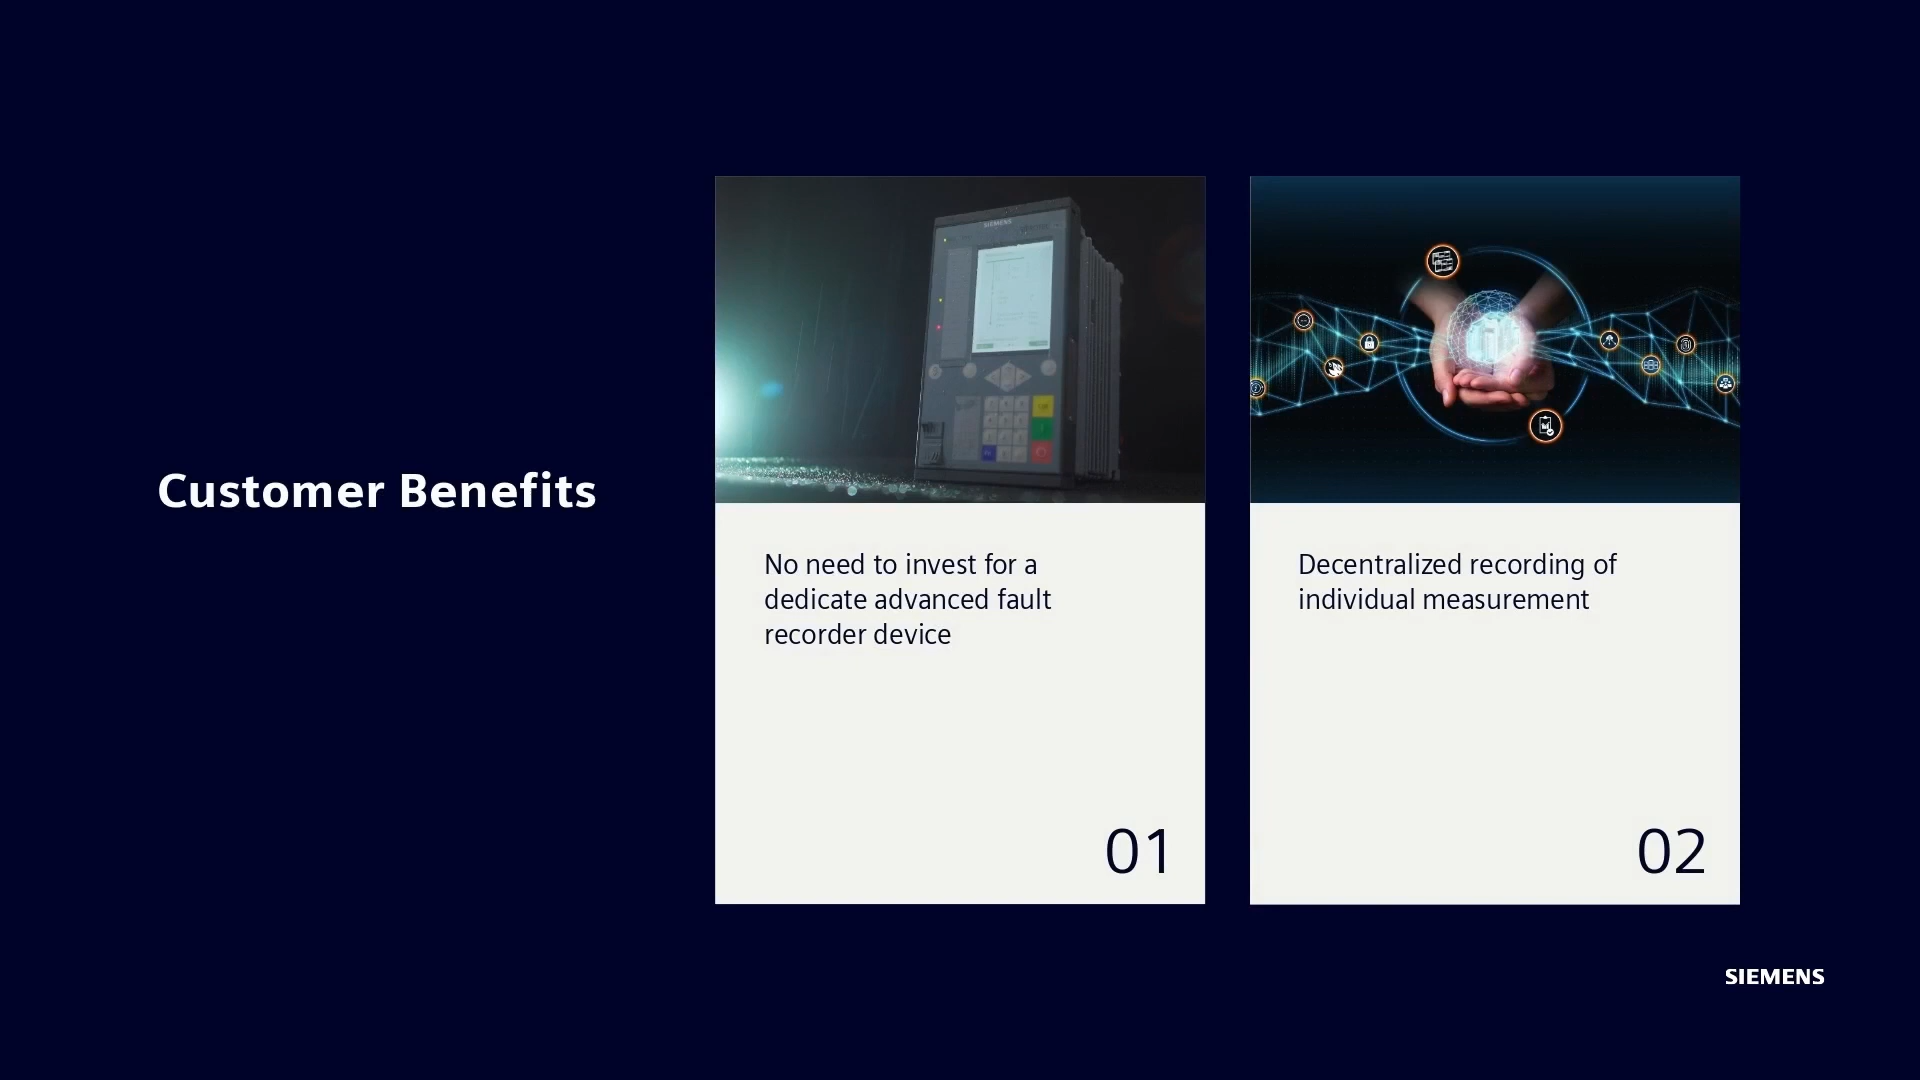 Customer Benefits
SIEMENS
No need to invest for a
dedicate advanced fault
recorder device
01
Decentralized recording of
individual measurement
02
SIEMENS